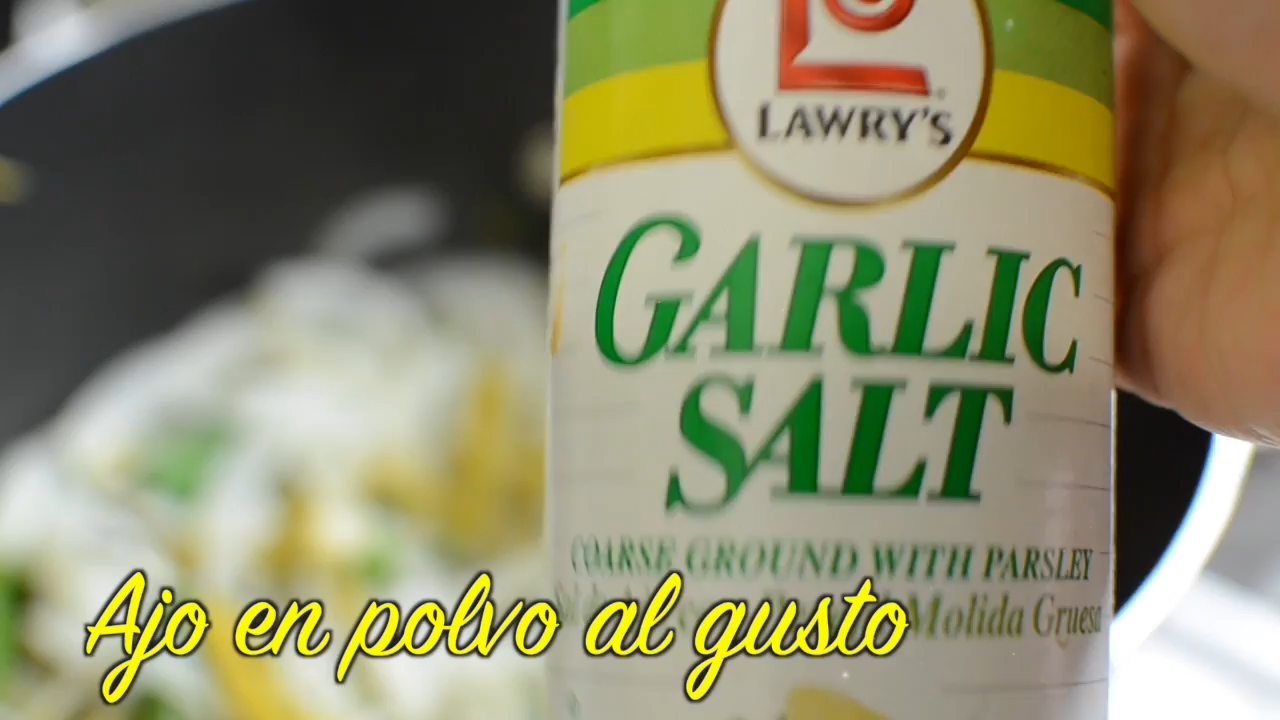 LAWRY'S
GARLIC
SALT
COARSE GROUND WITH PARSLEY
Molida Gruesa
Ajo en polvo al gusto